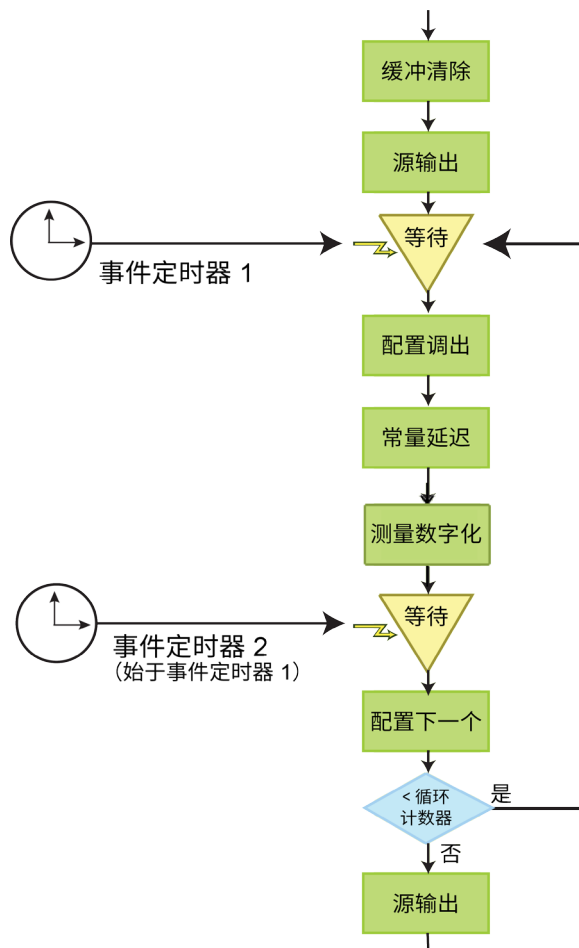 缓冲清除
源输出
等待
事件定时器 1
配置调出
常量延迟
测量数字化
等待
事件定时器 2
（始于事件定时器 1）
配置下一个
< 循环
计数器
是
否
源输出